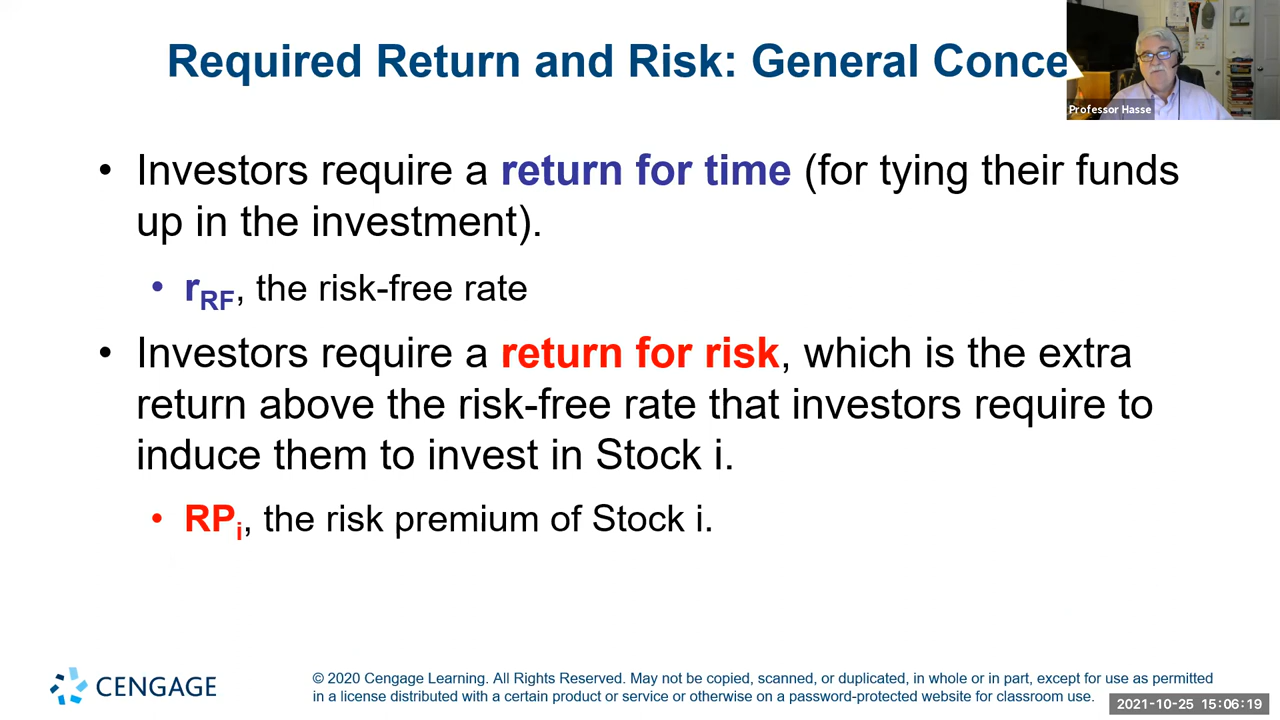 Required Return and Risk: General Conce
Professor Hasse
• Investors require a return for time (for tying their funds
up in the investment).
• rRF, the risk-free rate
• Investors require a return for risk, which is the extra
return above the risk-free rate that investors require to
induce them to invest in Stock i.
• RPi, the risk premium of Stock i.
CENGAGE
© 2020 Cengage Learning. All Rights Reserved. May not be copied, scanned, or duplicated, in whole or in part, except for use as permitted
in a license distributed with a certain product or service or otherwise on a password-protected website for classroom use.
2021-10-25 15:06:19